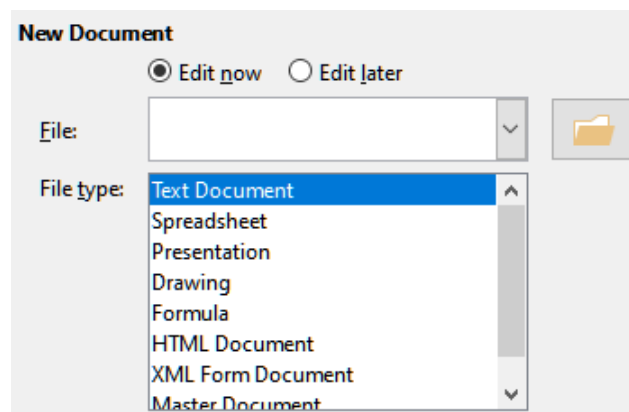 New Document
Edit now Edit later
File:
File type: Text Document
Spreadsheet
Presentation
Drawing
Formula
HTML Document
XML Form Document
Master Document